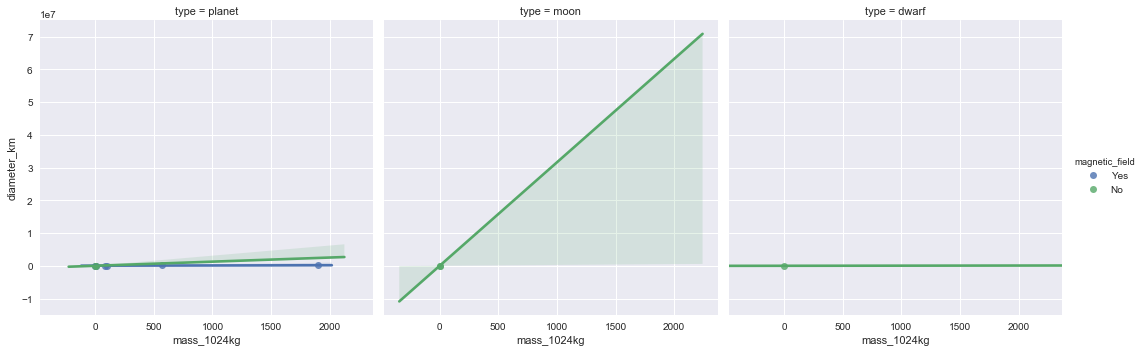 type = planet
type = moon
type = dwarf
1e7
7
6
5
4
3
2
1
0
−1
diameter_km
0
500
1000
1500
2000
mass_1024kg
0
500
1000
1500
2000
mass_1024kg
0
500
1000
1500
2000
mass_1024kg
magnetic_field
Yes
No